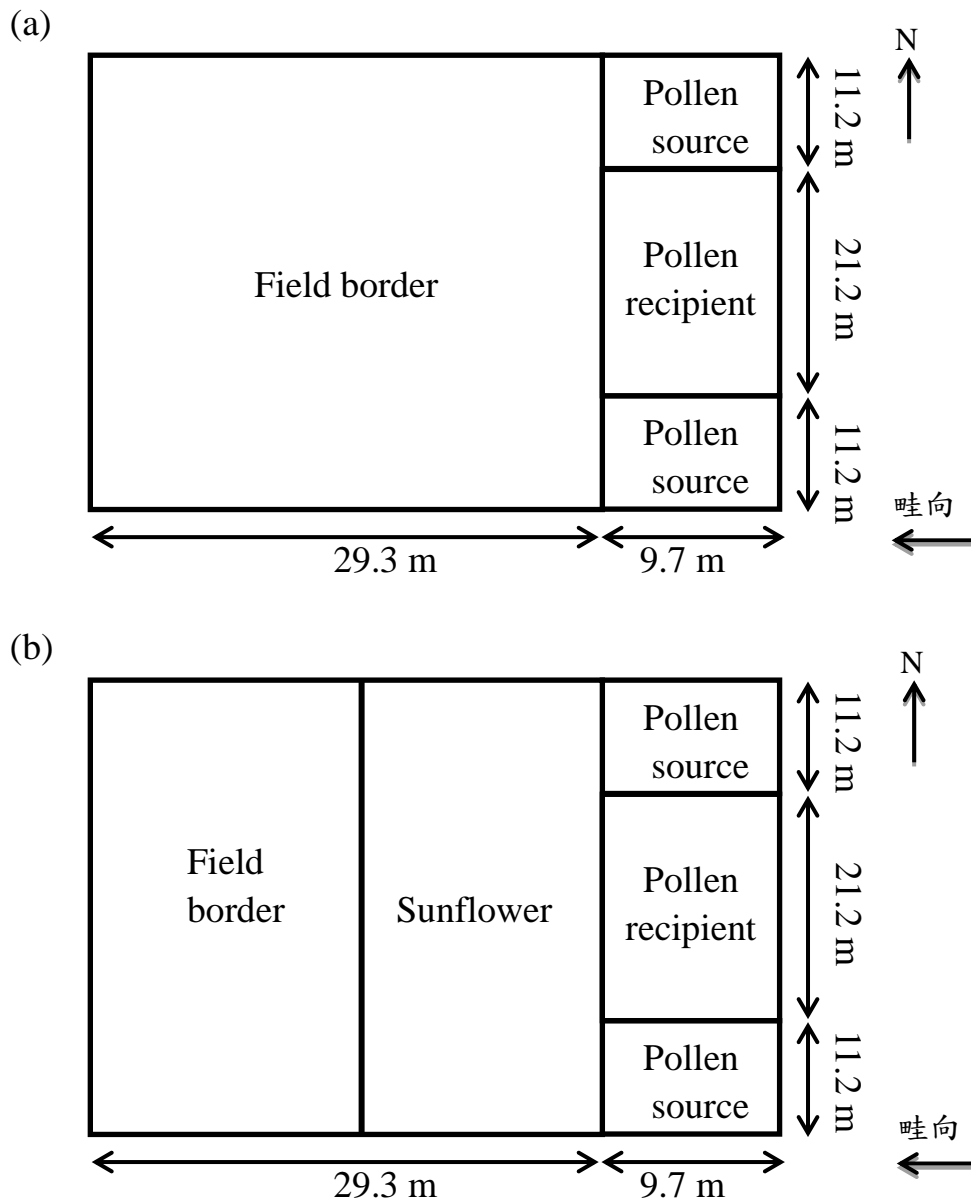 (a)
N
Pollen
source
11.2 m
Field border
Pollen
recipient
21.2 m
Pollen
source
11.2 m
畦向
29.3 m
9.7 m
(b)
N
Pollen
source
11.2 m
Field
border
Sunflower
Pollen
recipient
21.2 m
Pollen
source
11.2 m
畦向
29.3 m
9.7 m